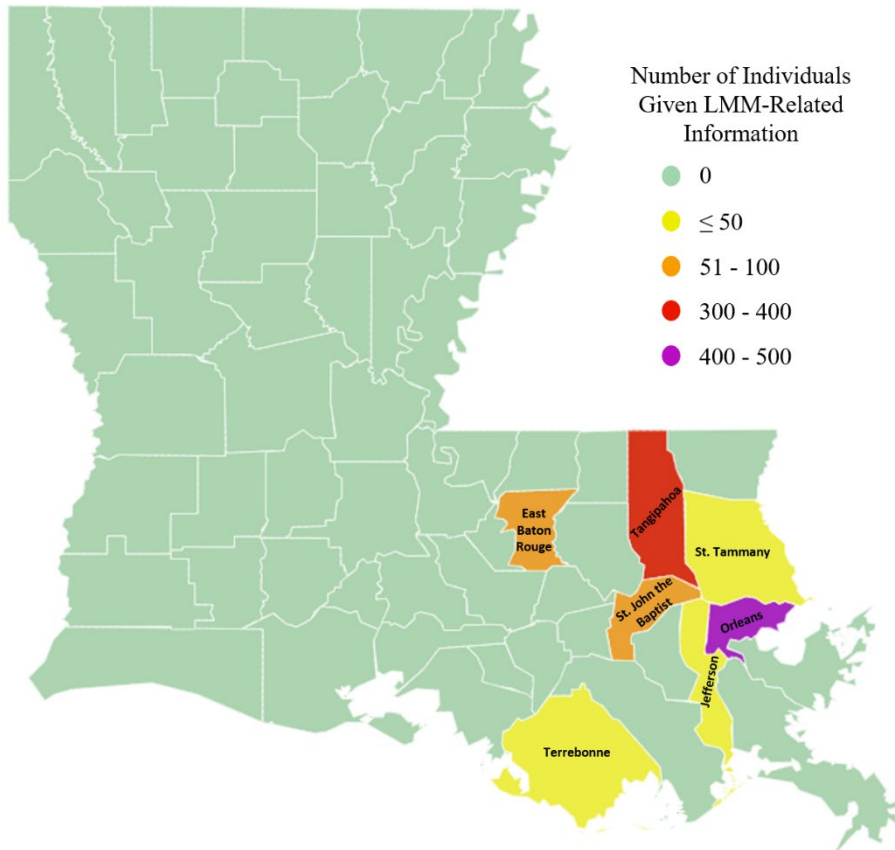 Number of Individuals
Given LMM-Related
Information
0
≤ 50
51 - 100
300 - 400
400 - 500
East
Baton
Rouge
Tangipahoa
St. Tammany
St. John the
Baptist
Orleans
Jefferson
Terrebonne